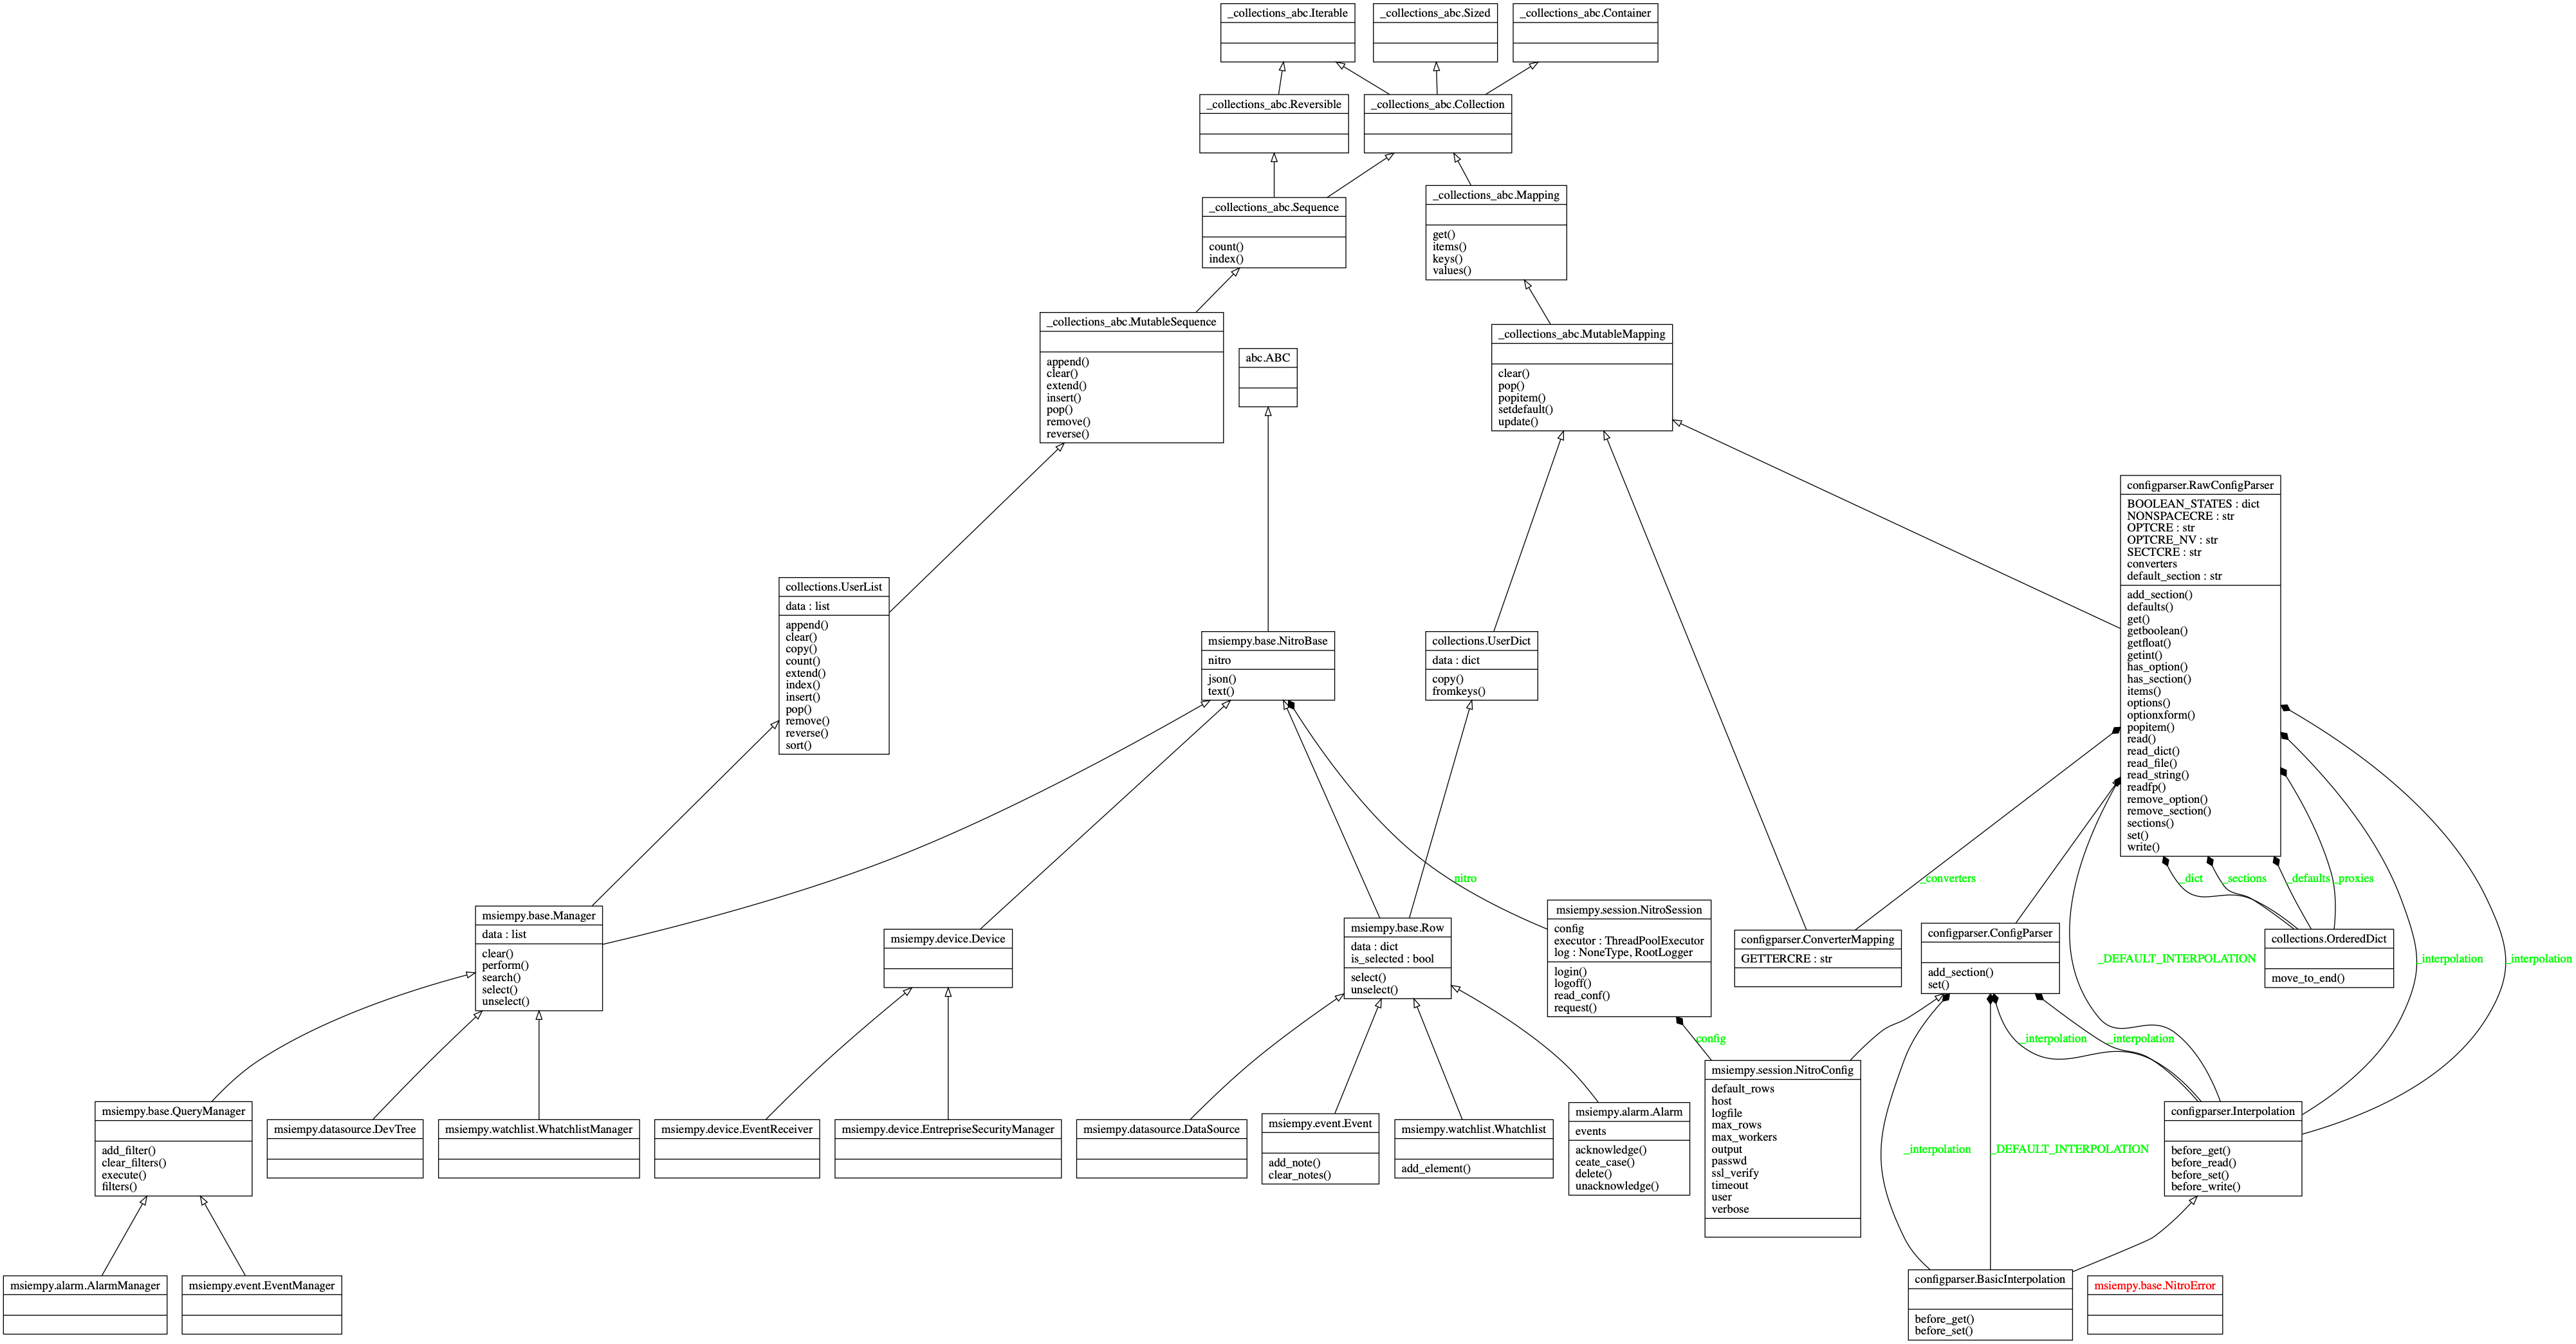 _collections_abc.Iterable
_collections_abc.Sized
_collections_abc.Container
_collections_abc.Reversible
_collections_abc.Collection
_collections_abc.Sequence
count()
index()
_collections_abc.Mapping
get()
items()
keys()
values()
_collections_abc.MutableSequence
append()
clear()
extend()
insert()
pop()
remove()
reverse()
abc.ABC
_collections_abc.MutableMapping
clear()
pop()
popitem()
setdefault()
update()
configparser.RawConfigParser
BOOLEAN_STATES : dict
NONSPACECRE : str
OPTCRE : str
OPTCRE_NV : str
SECTCRE : str
converters
default_section : str
add_section()
defaults()
get()
getboolean()
getfloat()
getint()
has_option()
has_section()
items()
options()
optionxform()
popitem()
read()
read_dict()
read_file()
read_string()
readfp()
remove_option()
remove_section()
sections()
set()
write()
collections.UserList
data : list
append()
clear()
copy()
count()
extend()
index()
insert()
pop()
remove()
reverse()
sort()
msiempy.base.NitroBase
nitro
json()
text()
collections.UserDict
data : dict
copy()
fromkeys()
nitro
_converters
_dict
_sections
_defaults
_proxies
msiempy.base.Manager
data : list
clear()
perform()
search()
select()
unselect()
msiempy.device.Device
msiempy.base.Row
data : dict
is_selected : bool
select()
unselect()
msiempy.session.NitroSession
config
executor : ThreadPoolExecutor
log : NoneType, RootLogger
login()
logoff()
read_conf()
request()
configparser.ConverterMapping
GETTERCRE : str
configparser.ConfigParser
add_section()
set()
_DEFAULT_INTERPOLATION
collections.OrderedDict
move_to_end()
_interpolation
_interpolation
config
_interpolation
_interpolation
msiempy.base.QueryManager
add_filter()
clear_filters()
execute()
filters()
msiempy.datasource.DevTree
msiempy.watchlist.WhatchlistManager
msiempy.device.EventReceiver
msiempy.device.EntrepriseSecurityManager
msiempy.datasource.DataSource
msiempy.event.Event
add_note()
clear_notes()
msiempy.watchlist.Whatchlist
add_element()
msiempy.alarm.Alarm
events
acknowledge()
ceate_case()
delete()
unacknowledge()
msiempy.session.NitroConfig
default_rows
host
logfile
max_rows
max_workers
output
passwd
ssl_verify
timeout
user
verbose
_interpolation
_DEFAULT_INTERPOLATION
configparser.Interpolation
before_get()
before_read()
before_set()
before_write()
msiempy.alarm.AlarmManager
msiempy.event.EventManager
configparser.BasicInterpolation
before_get()
before_set()
msiempy.base.NitroError